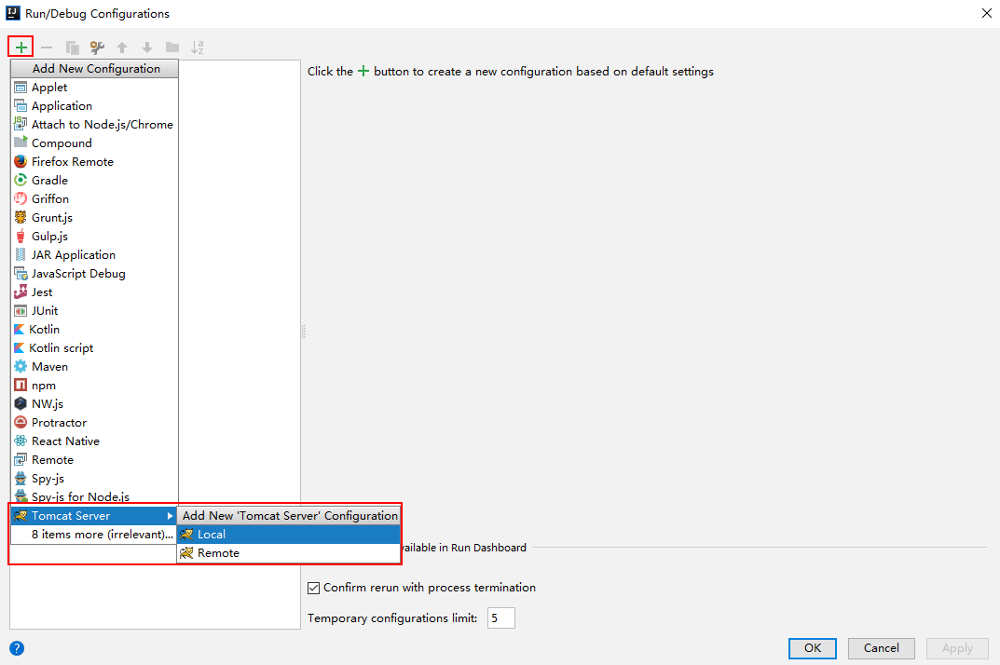 Run/Debug Configurations
Add New Configuration
Click the + button to create a new configuration based on default settings
Applet
Application
Attach to Node.js/Chrome
Compound
Firefox Remote
Gradle
Griffon
Grunt.js
Gulp.js
JAR Application
JavaScript Debug
Jest
JUnit
Kotlin
Kotlin script
Maven
npm
NW.js
Protractor
React Native
Remote
Spy-js
Spy-js for Node.js
Tomcat Server
8 items more (irrelevant)...
Add New 'Tomcat Server' Configuration
Local
Remote
vailable in Run Dashboard
Confirm rerun with process termination
Temporary configurations limit: 5
?
OK Cancel Apply